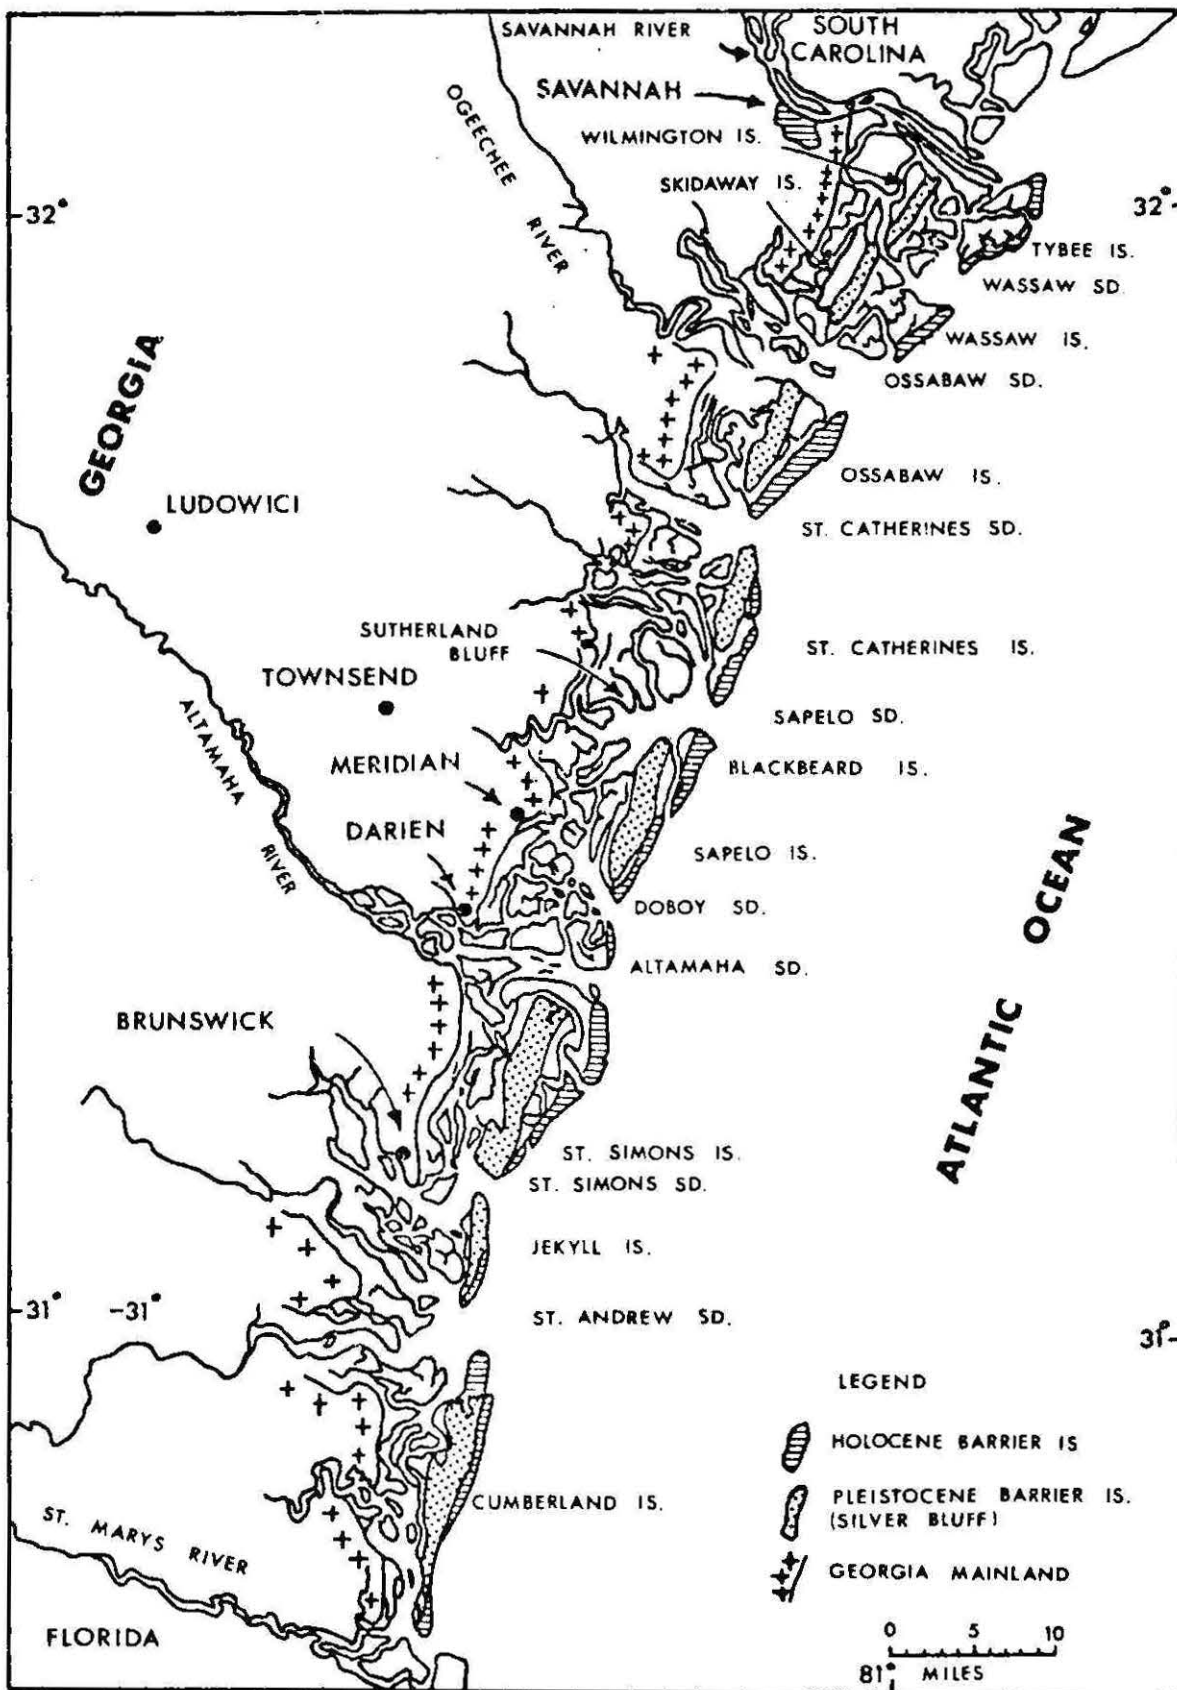 SAVANNAH RIVER
SOUTH
CAROLINA
SAVANNAH
OGEECHEE RIVER
WILMINGTON IS.
SKIDAWAY IS.
32°
32°
TYBEE IS.
WASSAW SD.
WASSAW IS.
OSSABAW SD.
GEORGIA
OSSABAW IS.
LUDOWICI
ST. CATHERINES SD.
SUTHERLAND
BLUFF
ST. CATHERINES IS.
TOWNSEND
SAPELO SD.
ALTAMAHA RIVER
MERIDIAN
BLACKBEARD IS.
DARIEN
SAPELO IS.
DOBOY SD.
ATLANTIC OCEAN
ALTAMAHA SD.
BRUNSWICK
ST. SIMONS IS.
ST. SIMONS SD.
JEKYLL IS.
31°
-31°
ST. ANDREW SD.
31°
LEGEND
HOLOCENE BARRIER IS
PLEISTOCENE BARRIER IS.
(SILVER BLUFF)
CUMBERLAND IS.
GEORGIA MAINLAND
ST. MARYS RIVER
FLORIDA
0 5 10
81° MILES